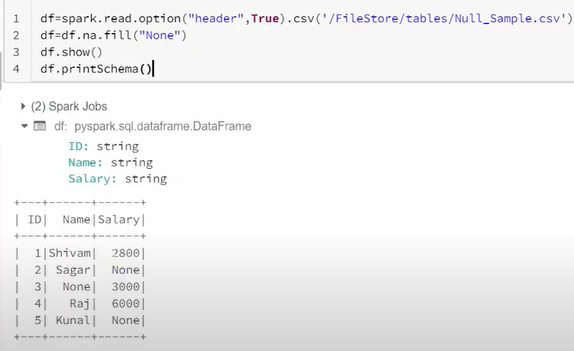 1 df=spark.read.option("header",True).csv('/FileStore/tables/Null_Sample.csv')
2 df=df.na.fill("None")
3 df.show()
4 df.printSchema()
(2) Spark Jobs
df: pyspark.sql.dataframe.DataFrame
ID: string
Name: string
Salary: string
+---+------+------+
| ID|  Name|Salary|
+---+------+------+
|  1|Shivam|  2800|
|  2| Sagar|  None|
|  3|  None|  3000|
|  4|   Raj|  6000|
|  5| Kunal|  None|
+---+------+------+